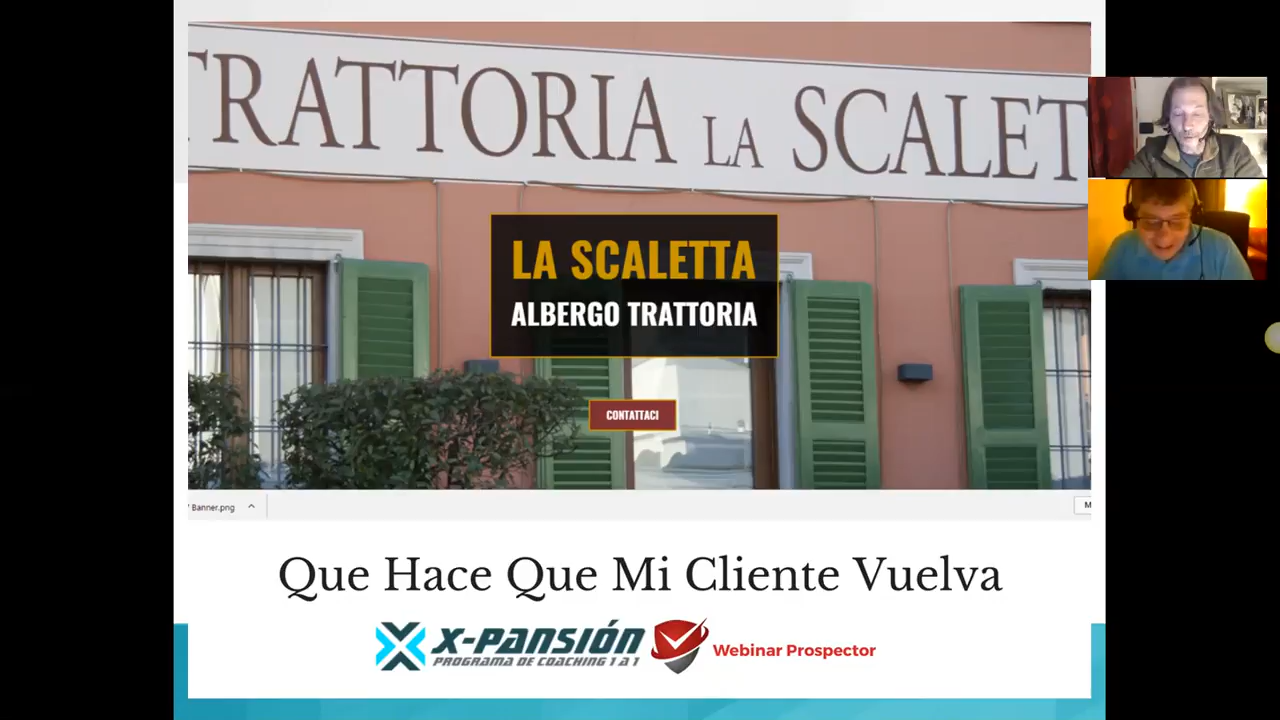 TRATTORIA LA SCALET
LA SCALETTA
ALBERGO TRATTORIA
CONTATTACI
Banner.png
M
Que Hace Que Mi Cliente Vuelva
X-PANSIÓN
PROGRAMA DE COACHING 1 A 1
Webinar Prospector